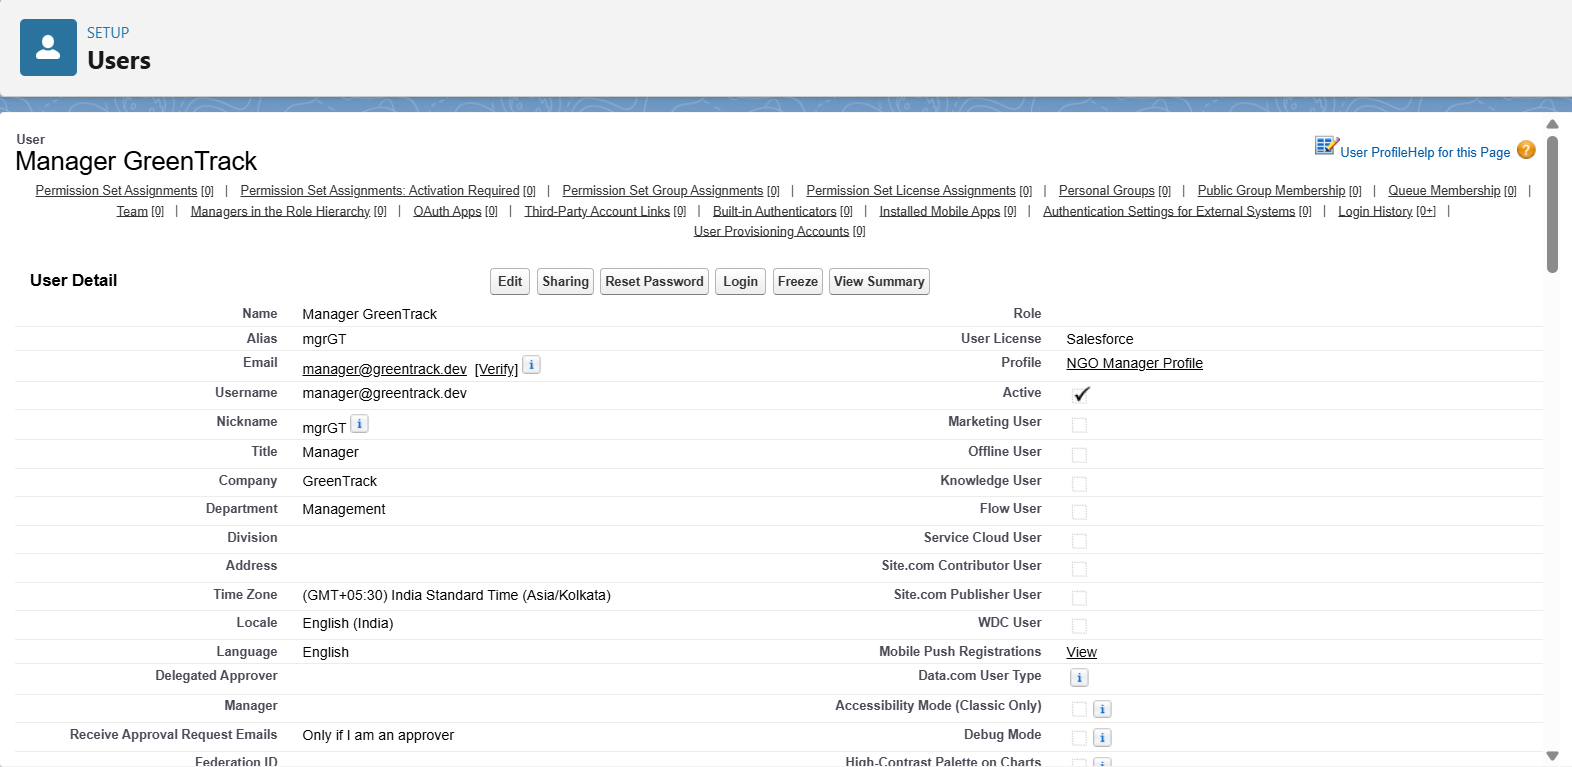 SETUP
Users
User
Manager GreenTrack
User Profile Help for this Page ?
Permission Set Assignments [0] | Permission Set Assignments: Activation Required [0] | Permission Set Group Assignments [0] | Permission Set License Assignments [0] | Personal Groups [0] | Public Group Membership [0] | Queue Membership [0] |
Team [0] | Managers in the Role Hierarchy [0] | OAuth Apps [0] | Third-Party Account Links [0] | Built-in Authenticators [0] | Installed Mobile Apps [0] | Authentication Settings for External Systems [0] | Login History [0+] |
User Provisioning Accounts [0]
User Detail Edit Sharing Reset Password Login Freeze View Summary
Name Manager GreenTrack Role
Alias mgrGT User License Salesforce
Email manager@greentrack.dev [Verify] i Profile NGO Manager Profile
Username manager@greentrack.dev Active
Nickname mgrGT i Marketing User
Title Manager Offline User
Company GreenTrack Knowledge User
Department Management Flow User
Division Service Cloud User
Address Site.com Contributor User
Time Zone (GMT+05:30) India Standard Time (Asia/Kolkata) Site.com Publisher User
Locale English (India) WDC User
Language English Mobile Push Registrations View
Delegated Approver Data.com User Type i
Manager Accessibility Mode (Classic Only) i
Receive Approval Request Emails Only if I am an approver Debug Mode i
Federation ID High-Contrast Palette on Charts i